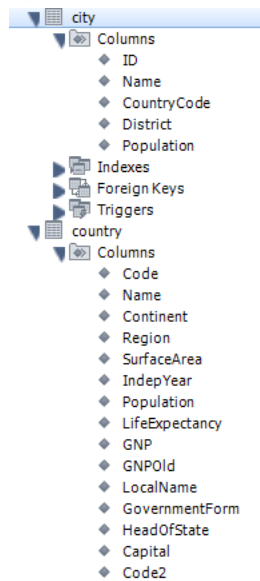 city
Columns
ID
Name
CountryCode
District
Population
Indexes
Foreign Keys
Triggers
country
Columns
Code
Name
Continent
Region
SurfaceArea
IndepYear
Population
LifeExpectancy
GNP
GNPOld
LocalName
GovernmentForm
HeadOfState
Capital
Code2